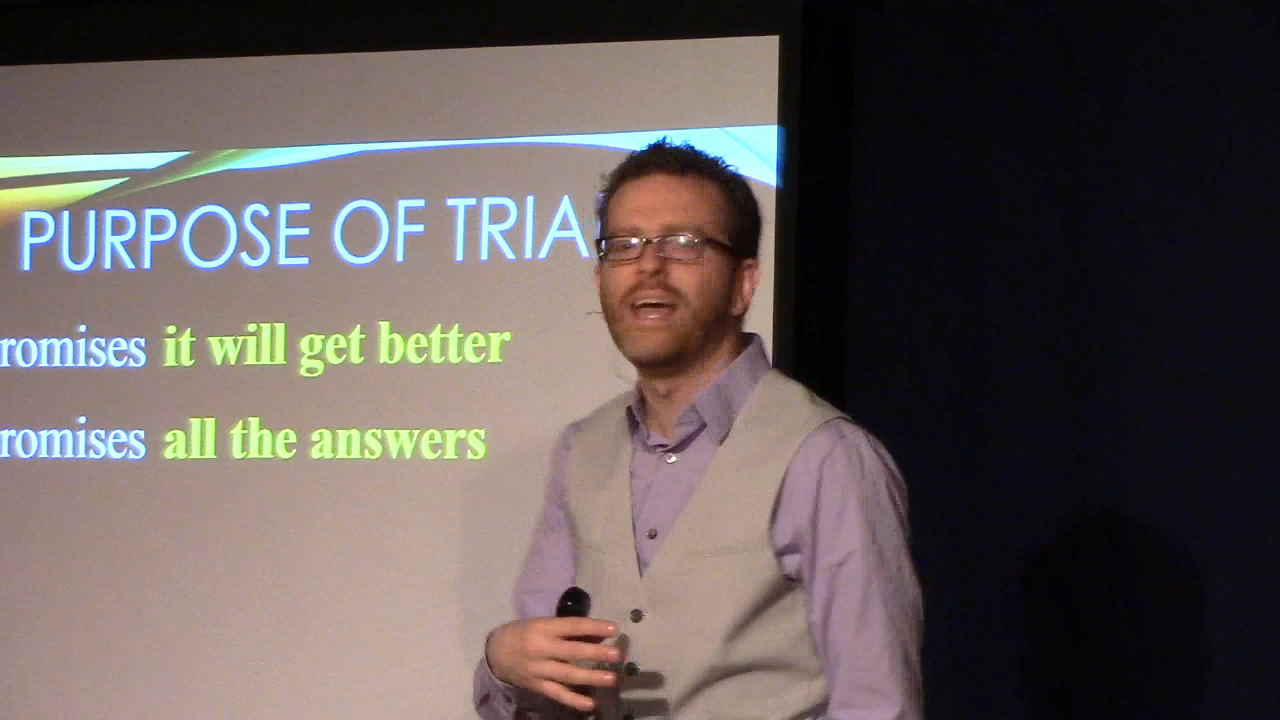 PURPOSE OF TRIA
romises it will get better
romises all the answers